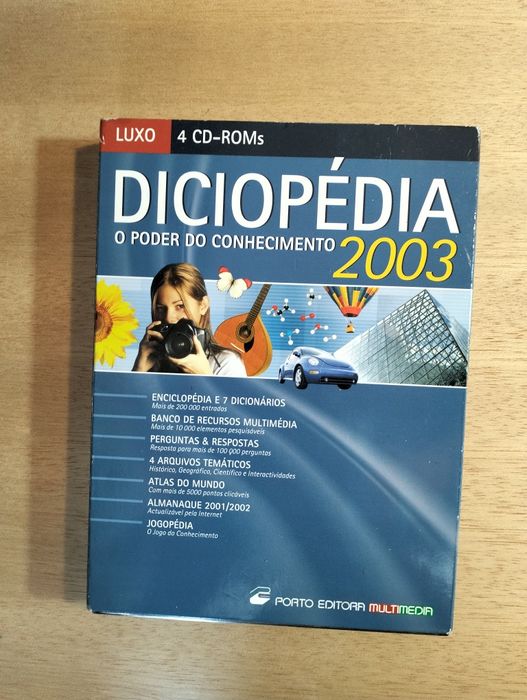 LUXO 4 CD-ROMs
DICIOPÉDIA
O PODER DO CONHECIMENTO 2003
ENCICLOPÉDIA E 7 DICIONÁRIOS
Mais de 200 000 entradas
BANCO DE RECURSOS MULTIMÉDIA
Mais de 10 000 elementos pesquisáveis
PERGUNTAS & RESPOSTAS
Resposta para mais de 100 000 perguntas
4 ARQUIVOS TEMÁTICOS
Histórico, Geográfico, Científico e Interactividades
ATLAS DO MUNDO
Com mais de 5000 pontos clicáveis
ALMANAQUE 2001/2002
Actualizável pela Internet
JOGOPÉDIA
O Jogo do Conhecimento
PORTO EDITORA MULTIMEDIA